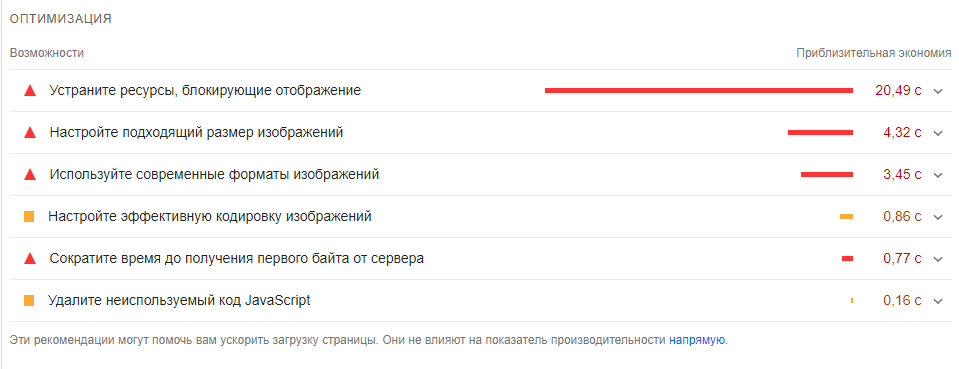 ОПТИМИЗАЦИЯ
Возможности Приблизительная экономия
Устраните ресурсы, блокирующие отображение 20,49 с
Настройте подходящий размер изображений 4,32 с
Используйте современные форматы изображений 3,45 с
Настройте эффективную кодировку изображений 0,86 с
Сократите время до получения первого байта от сервера 0,77 с
Удалите неиспользуемый код JavaScript 0,16 с
Эти рекомендации могут помочь вам ускорить загрузку страницы. Они не влияют на показатель производительности напрямую.